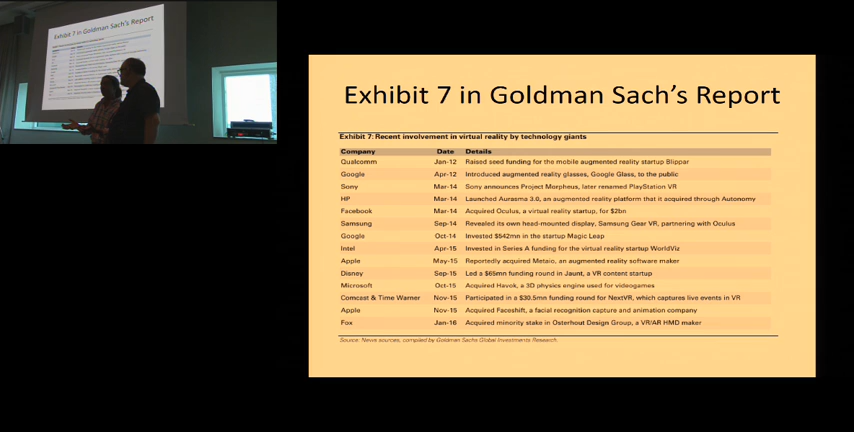 Exhibit 7 in Goldman Sach's Report
Exhibit 7 in Goldman Sach's Report
Exhibit 7: Recent involvement in virtual reality by technology giants
Company Date Details
Qualcomm Jan-12 Raised seed funding for the mobile augmented reality startup Blippar
Google Apr-12 Introduced augmented reality glasses, Google Glass, to the public
Sony Mar-14 Sony announces Project Morpheus, later renamed PlayStation VR
HP Mar-14 Launched Aurasma 3.0, an augmented reality platform that it acquired through Autonomy
Facebook Mar-14 Acquired Oculus, a virtual reality startup, for $2bn
Samsung Sep-14 Revealed its own head-mounted display, Samsung Gear VR, partnering with Oculus
Google Oct-14 Invested $542mn in the startup Magic Leap
Intel Apr-15 Invested in Series A funding for the virtual reality startup WorldViz
Apple May-15 Reportedly acquired Metaio, an augmented reality software maker
Disney Sep-15 Led a $65mn funding round in Jaunt, a VR content startup
Microsoft Oct-15 Acquired Havok, a 3D physics engine used for videogames
Comcast & Time Warner Nov-15 Participated in a $30.5mn funding round for NextVR, which captures live events in VR
Apple Nov-15 Acquired Faceshift, a facial recognition capture and animation company
Fox Jan-16 Acquired minority stake in Osterhout Design Group, a VR/AR HMD maker
Source: News sources, compiled by Goldman Sachs Global Investments Research.